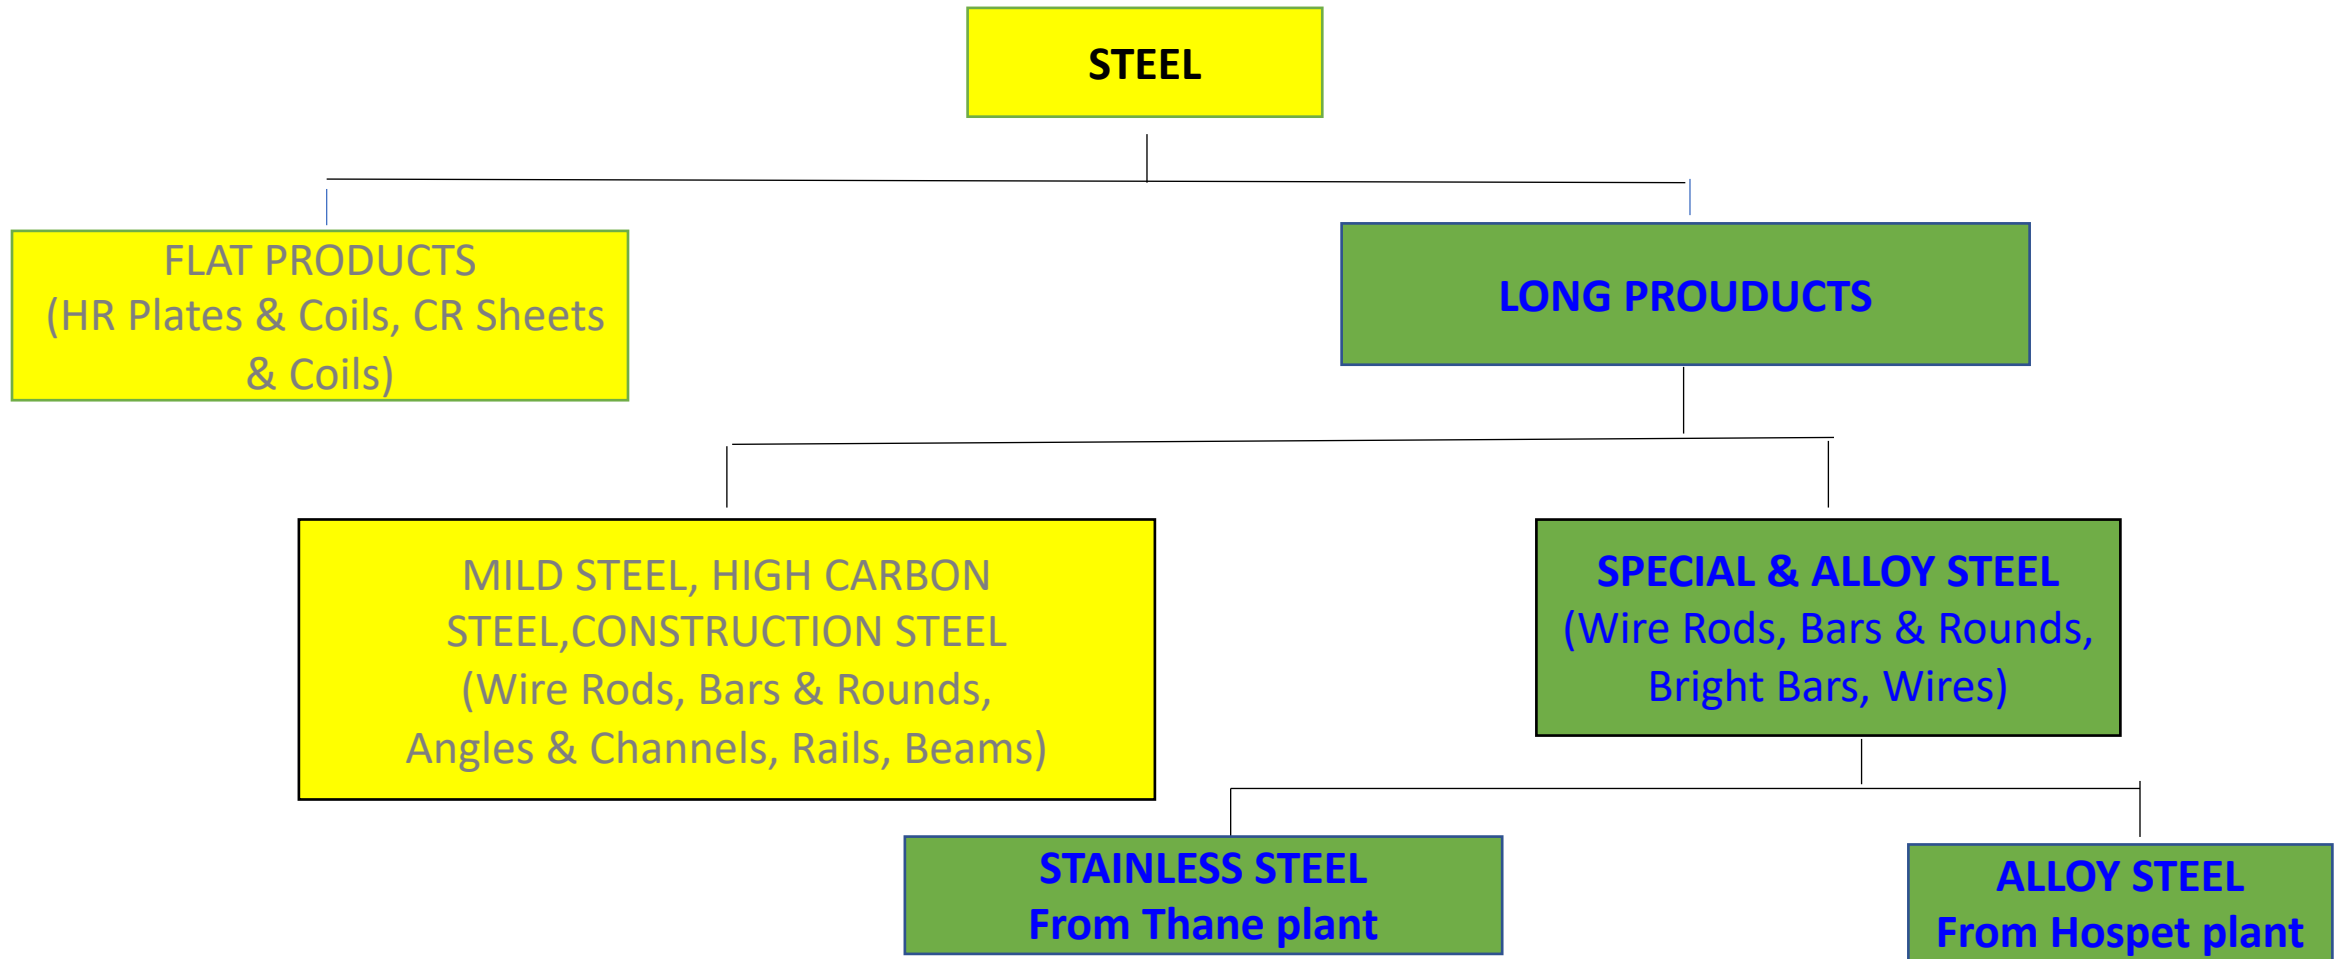 STEEL
FLAT PRODUCTS
(HR Plates & Coils, CR Sheets
& Coils)
LONG PROUDUCTS
MILD STEEL, HIGH CARBON
STEEL,CONSTRUCTION STEEL
(Wire Rods, Bars & Rounds,
Angles & Channels, Rails, Beams)
SPECIAL & ALLOY STEEL
(Wire Rods, Bars & Rounds,
Bright Bars, Wires)
STAINLESS STEEL
From Thane plant
ALLOY STEEL
From Hospet plant